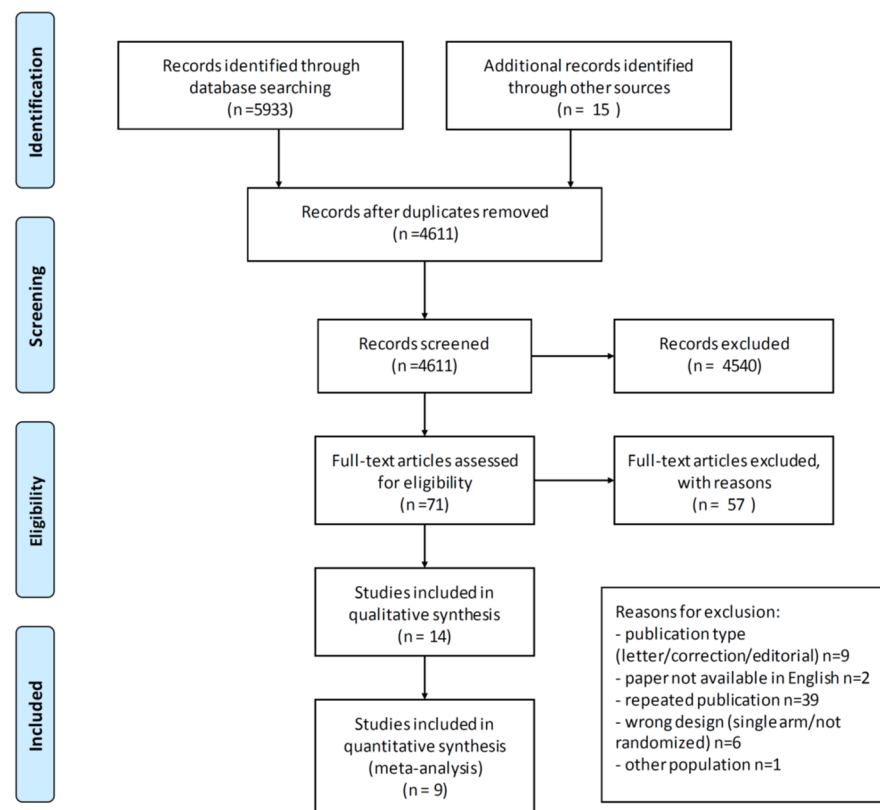 Identification
Records identified through
database searching
(n =5933)
Additional records identified
through other sources
(n = 15 )
Records after duplicates removed
(n =4611)
Screening
Records screened
(n =4611)
Records excluded
(n = 4540)
Eligibility
Full-text articles assessed
for eligibility
(n =71)
Full-text articles excluded,
with reasons
(n = 57 )
Studies included in
qualitative synthesis
(n = 14)
Reasons for exclusion:
- publication type
(letter/correction/editorial) n=9
- paper not available in English n=2
- repeated publication n=39
- wrong design (single arm/not
randomized) n=6
- other population n=1
Included
Studies included in
quantitative synthesis
(meta-analysis)
(n = 9)